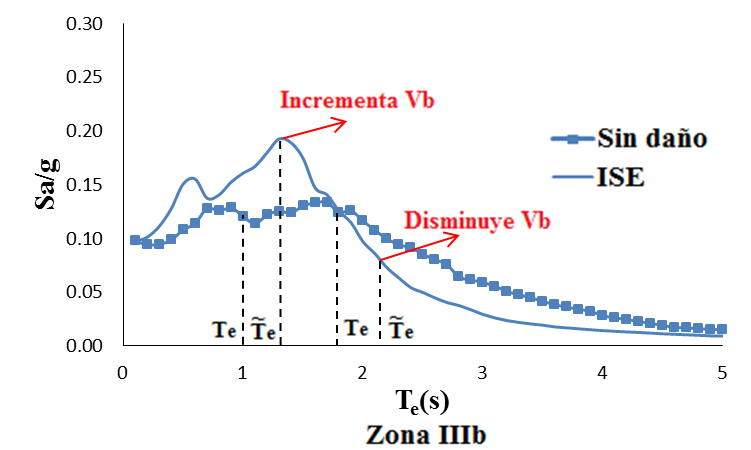 0.30
0.25
0.20
0.15
0.10
0.05
0.00
Sa/g
Incrementa Vb
Sin daño
ISE
Disminuye Vb
Te T̃e Te T̃e
0 1 2 3 4 5
Te(s)
Zona IIIb